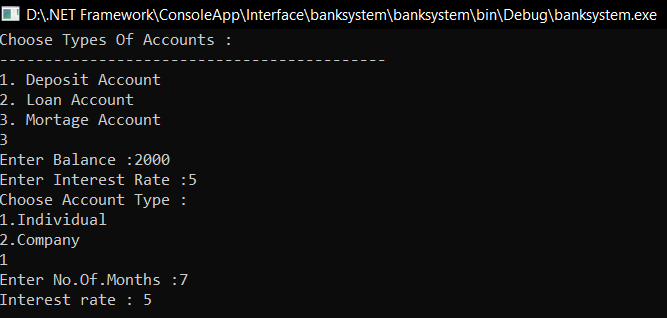 D:\.NET Framework\ConsoleApp\Interface\banksystem\banksystem\bin\Debug\banksystem.exe
Choose Types Of Accounts :
-------------------------------------------
1. Deposit Account
2. Loan Account
3. Mortage Account
3
Enter Balance :2000
Enter Interest Rate :5
Choose Account Type :
1.Individual
2.Company
1
Enter No.Of.Months :7
Interest rate : 5